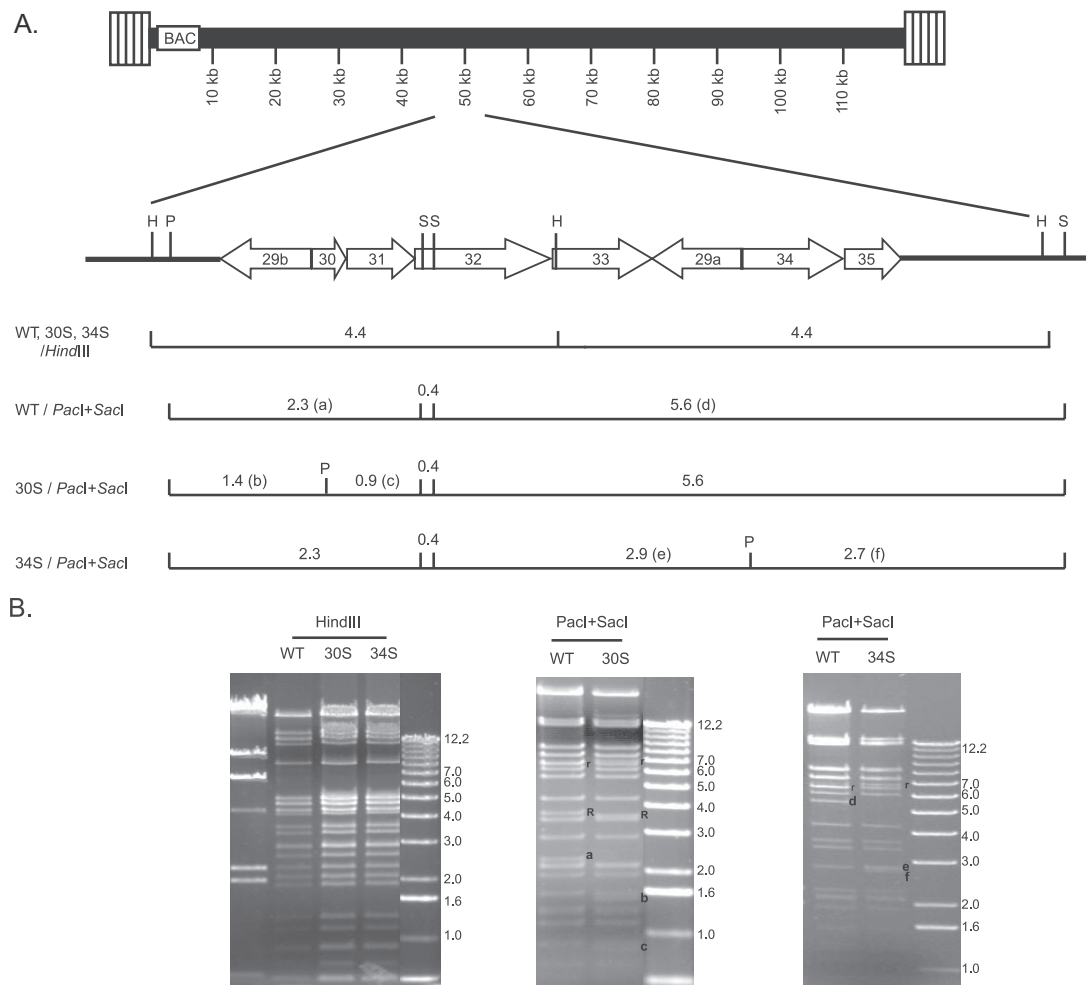 A.
BAC
10 kb 20 kb 30 kb 40 kb 50 kb 60 kb 70 kb 80 kb 90 kb 100 kb 110 kb
H P S S H H S
29b 30 31 32 33 29a 34 35
WT, 30S, 34S 4.4 4.4
/HindIII
0.4
WT / PacI+SacI 2.3 (a) 5.6 (d)
P 0.4
30S / PacI+SacI 1.4 (b) 0.9 (c) 5.6
0.4 P
34S / PacI+SacI 2.3 2.9 (e) 2.7 (f)
B.
HindIII
WT 30S 34S
12.2
7.0
6.0
5.0
4.0
3.0
2.0
1.6
1.0
PacI+SacI
WT 30S
12.2
r r 7.0
6.0
5.0
R R 4.0
3.0
a
2.0
b 1.6
1.0
c
PacI+SacI
WT 34S
12.2
r r 7.0
d 6.0
5.0
4.0
e 3.0
f
2.0
1.6
1.0